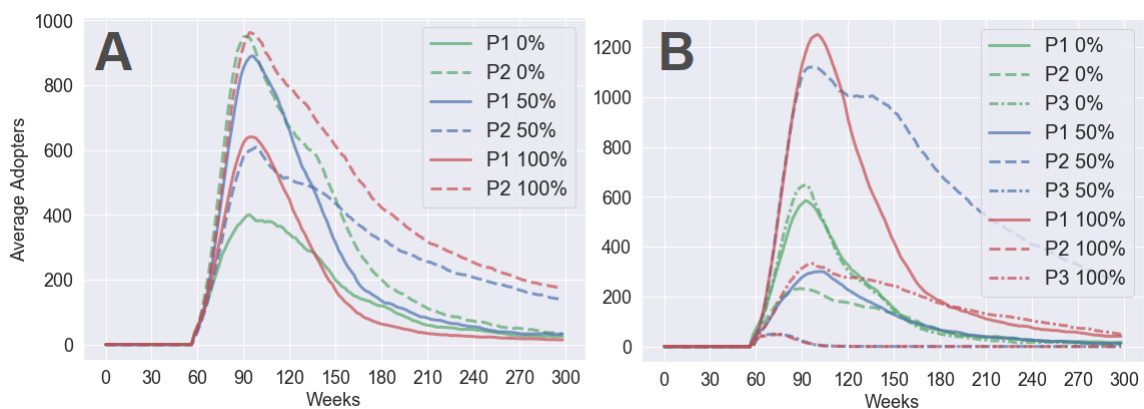 A
Average Adopters
1000
800
600
400
200
0
P1 0%
P2 0%
P1 50%
P2 50%
P1 100%
P2 100%
0 30 60 90 120 150 180 210 240 270 300
Weeks
B
1200
1000
800
600
400
200
0
P1 0%
P2 0%
P3 0%
P1 50%
P2 50%
P3 50%
P1 100%
P2 100%
P3 100%
0 30 60 90 120 150 180 210 240 270 300
Weeks